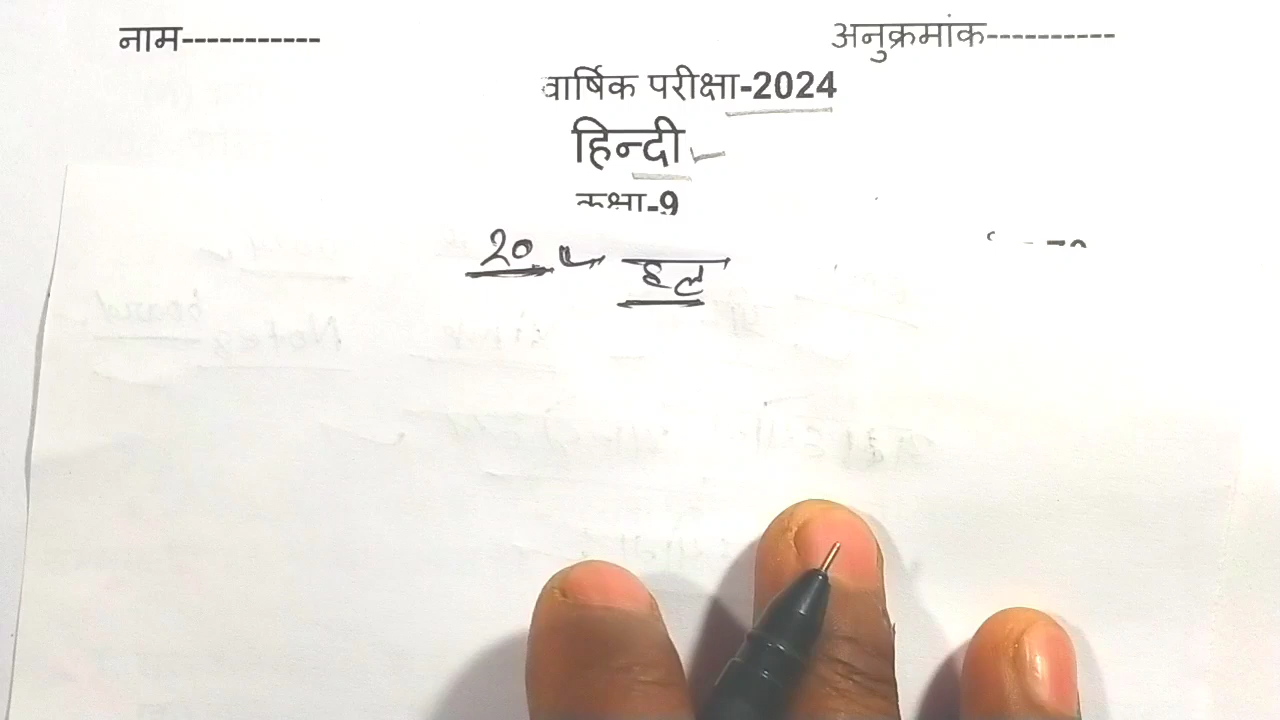 नाम----------- अनुक्रमांक----------
वार्षिक परीक्षा-2024
हिन्दी
कक्षा-9
20 हल